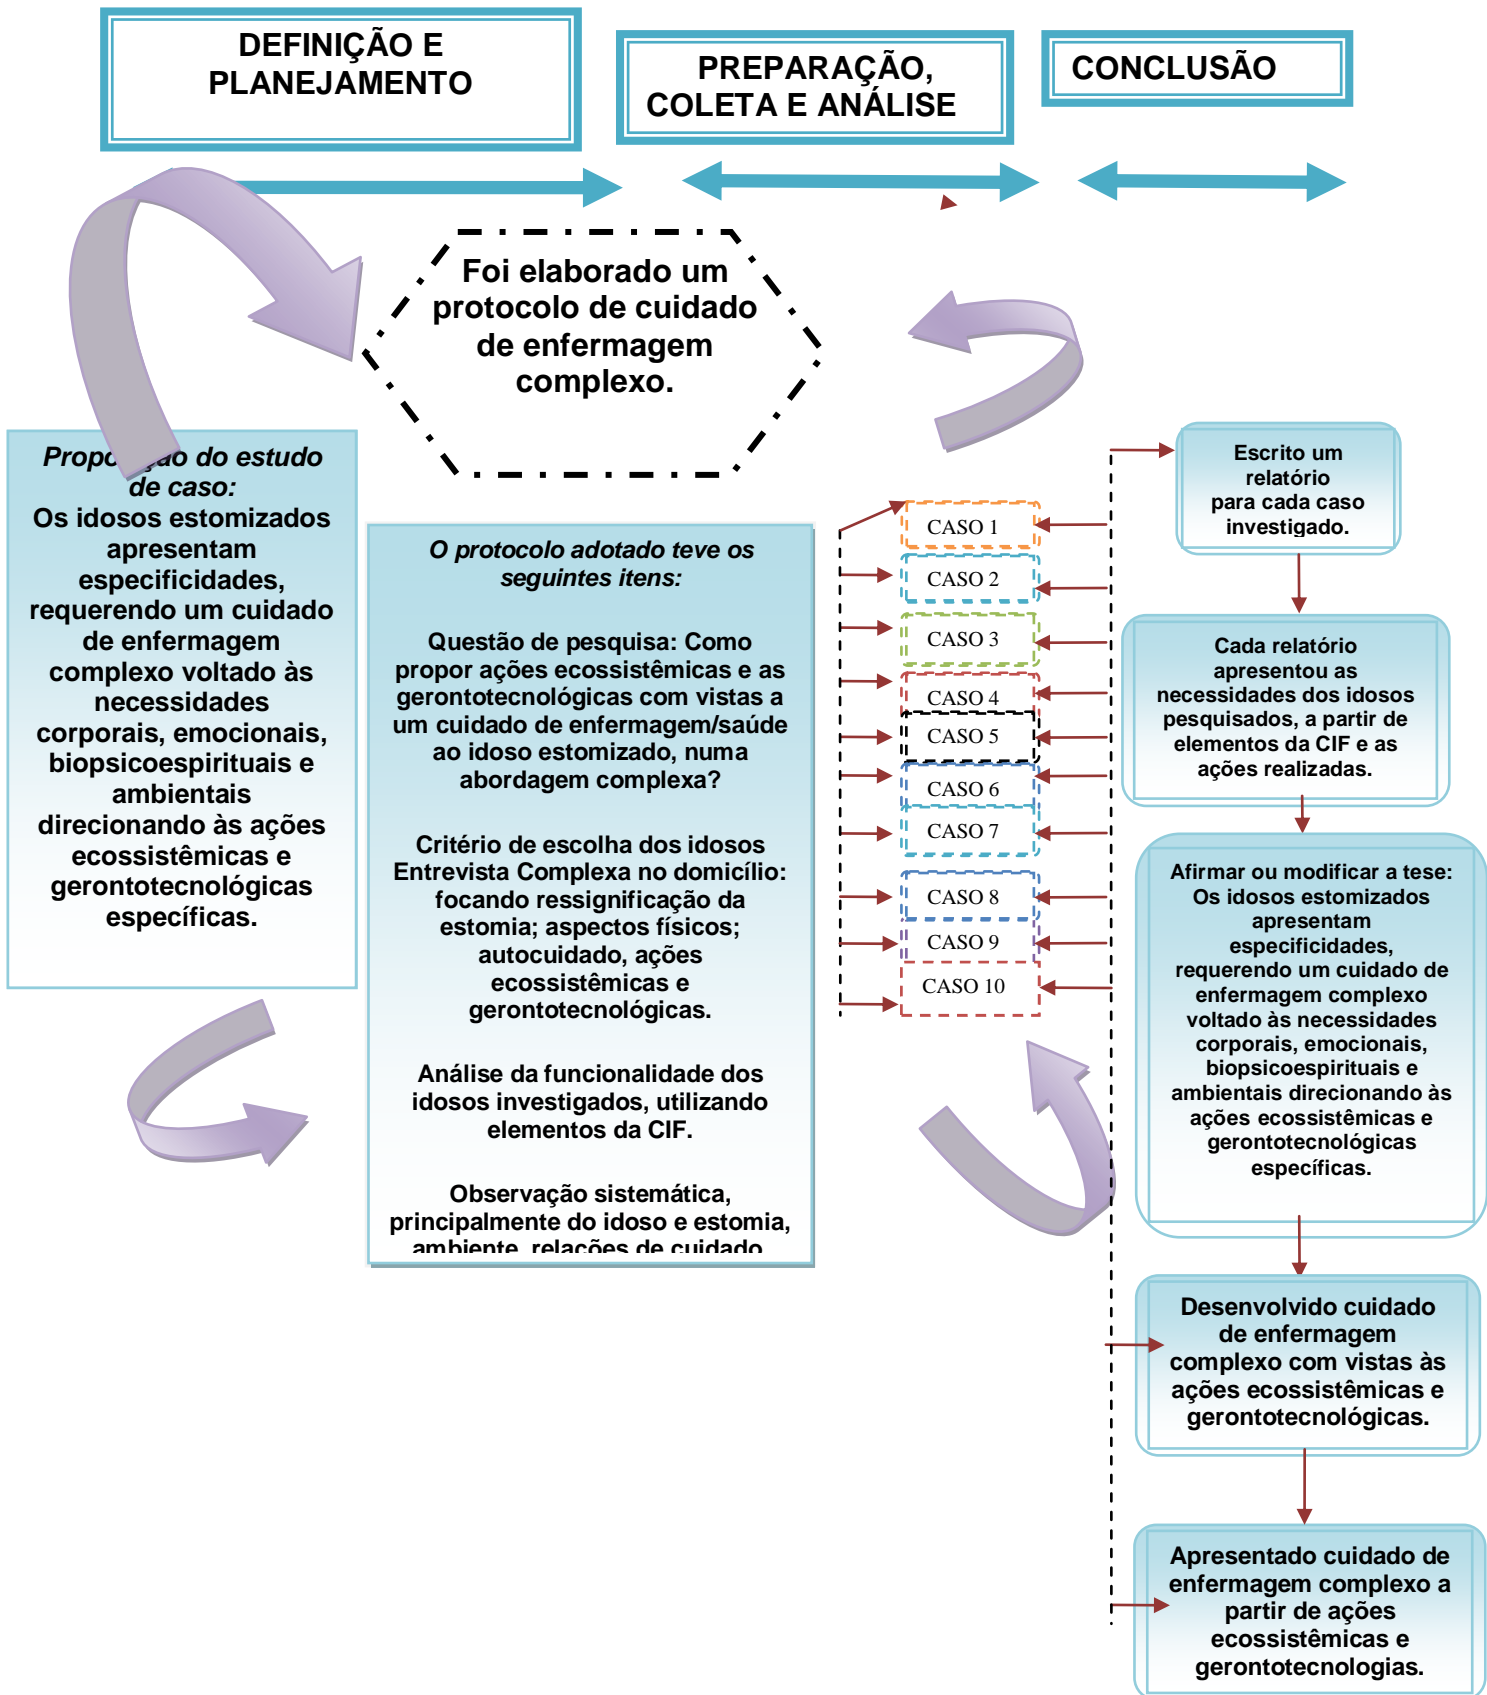 DEFINIÇÃO E
PLANEJAMENTO
PREPARAÇÃO,
COLETA E ANÁLISE
CONCLUSÃO
Foi elaborado um
protocolo de cuidado
de enfermagem
complexo.
do estudo
de caso:
Os idosos estomizados
apresentam
especificidades,
requerendo um cuidado
de enfermagem
complexo voltado às
necessidades
corporais, emocionais,
biopsicoespirituais e
ambientais
direcionando às ações
ecossistêmicas e
gerontotecnológicas
específicas.
O protocolo adotado teve os
seguintes itens:
Questão de pesquisa: Como
propor ações ecossistêmicas e as
gerontotecnológicas com vistas a
um cuidado de enfermagem/saúde
ao idoso estomizado, numa
abordagem complexa?
Critério de escolha dos idosos
Entrevista Complexa no domicílio:
focando ressignificação da
estomia; aspectos físicos;
autocuidado, ações
ecossistêmicas e
gerontotecnológicas.
Análise da funcionalidade dos
idosos investigados, utilizando
elementos da CIF.
Observação sistemática,
principalmente do idoso e estomia,
ambiente, relações de cuidado
CASO 1
CASO 2
CASO 3
CASO 4
CASO 5
CASO 6
CASO 7
CASO 8
CASO 9
CASO 10
Escrito um
relatório
para cada caso
investigado.
Cada relatório
apresentou as
necessidades dos idosos
pesquisados, a partir de
elementos da CIF e as
ações realizadas.
Afirmar ou modificar a tese:
Os idosos estomizados
apresentam
especificidades,
requerendo um cuidado de
enfermagem complexo
voltado às necessidades
corporais, emocionais,
biopsicoespirituais e
ambientais direcionando às
ações ecossistêmicas e
gerontotecnológicas
específicas.
Desenvolvido cuidado
de enfermagem
complexo com vistas às
ações ecossistêmicas e
gerontotecnológicas.
Apresentado cuidado de
enfermagem complexo a
partir de ações
ecossistêmicas e
gerontotecnologias.